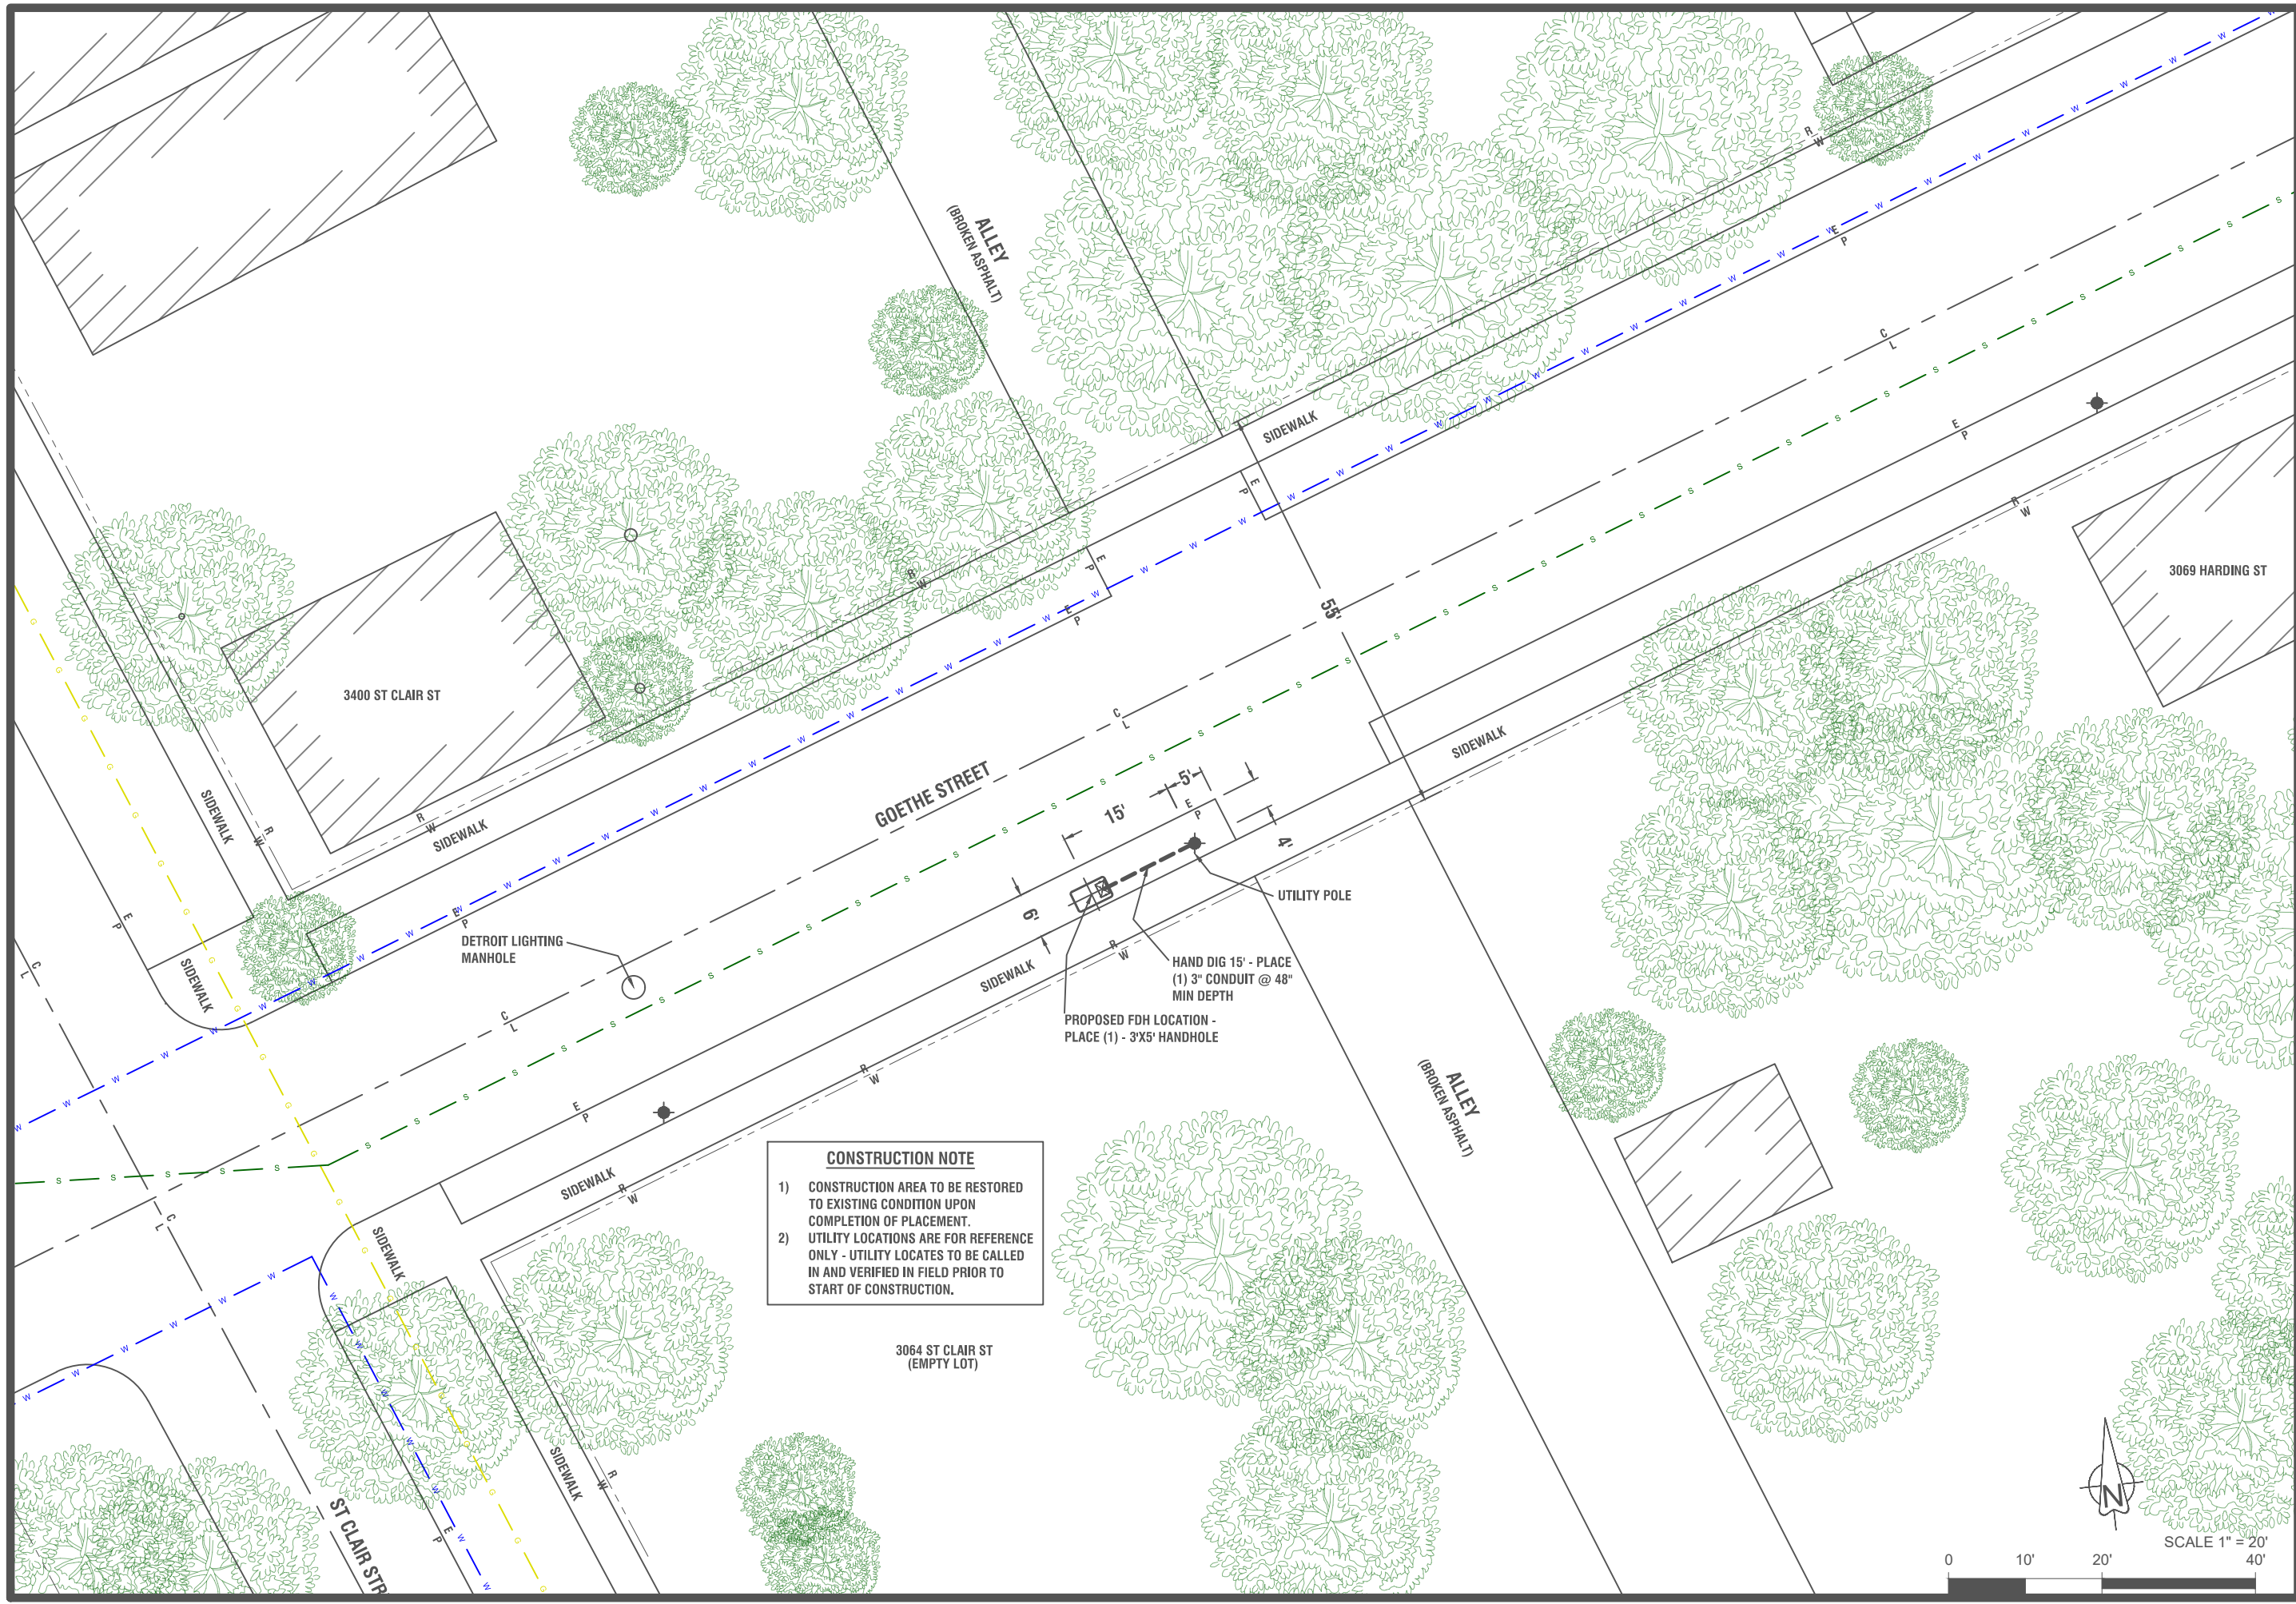 ALLEY
(BROKEN ASPHALT)
R
W
W
E
P
SIDEWALK
C
L
S
E
P
E
P
R
W
3069 HARDING ST
E
P
R
W
E
P
55'
G
3400 ST CLAIR ST
C
L
SIDEWALK
GOETHE STREET
5'
15'
E
P
4'
SIDEWALK
R
W
R
W
SIDEWALK
6'
UTILITY POLE
E
P
E
P
DETROIT LIGHTING
MANHOLE
R
W
SIDEWALK
HAND DIG 15' - PLACE
(1) 3" CONDUIT @ 48"
MIN DEPTH
SIDEWALK
C
L
C
L
PROPOSED FDH LOCATION -
PLACE (1) - 3'X5' HANDHOLE
R
W
E
P
ALLEY
(BROKEN ASPHALT)
CONSTRUCTION NOTE
1) CONSTRUCTION AREA TO BE RESTORED
TO EXISTING CONDITION UPON
COMPLETION OF PLACEMENT.
2) UTILITY LOCATIONS ARE FOR REFERENCE
ONLY - UTILITY LOCATES TO BE CALLED
IN AND VERIFIED IN FIELD PRIOR TO
START OF CONSTRUCTION.
SIDEWALK
R
W
C
L
SIDEWALK
3064 ST CLAIR ST
(EMPTY LOT)
SIDEWALK
R
W
E
P
ST CLAIR STR
N
SCALE 1" = 20'
0 10' 20' 40'